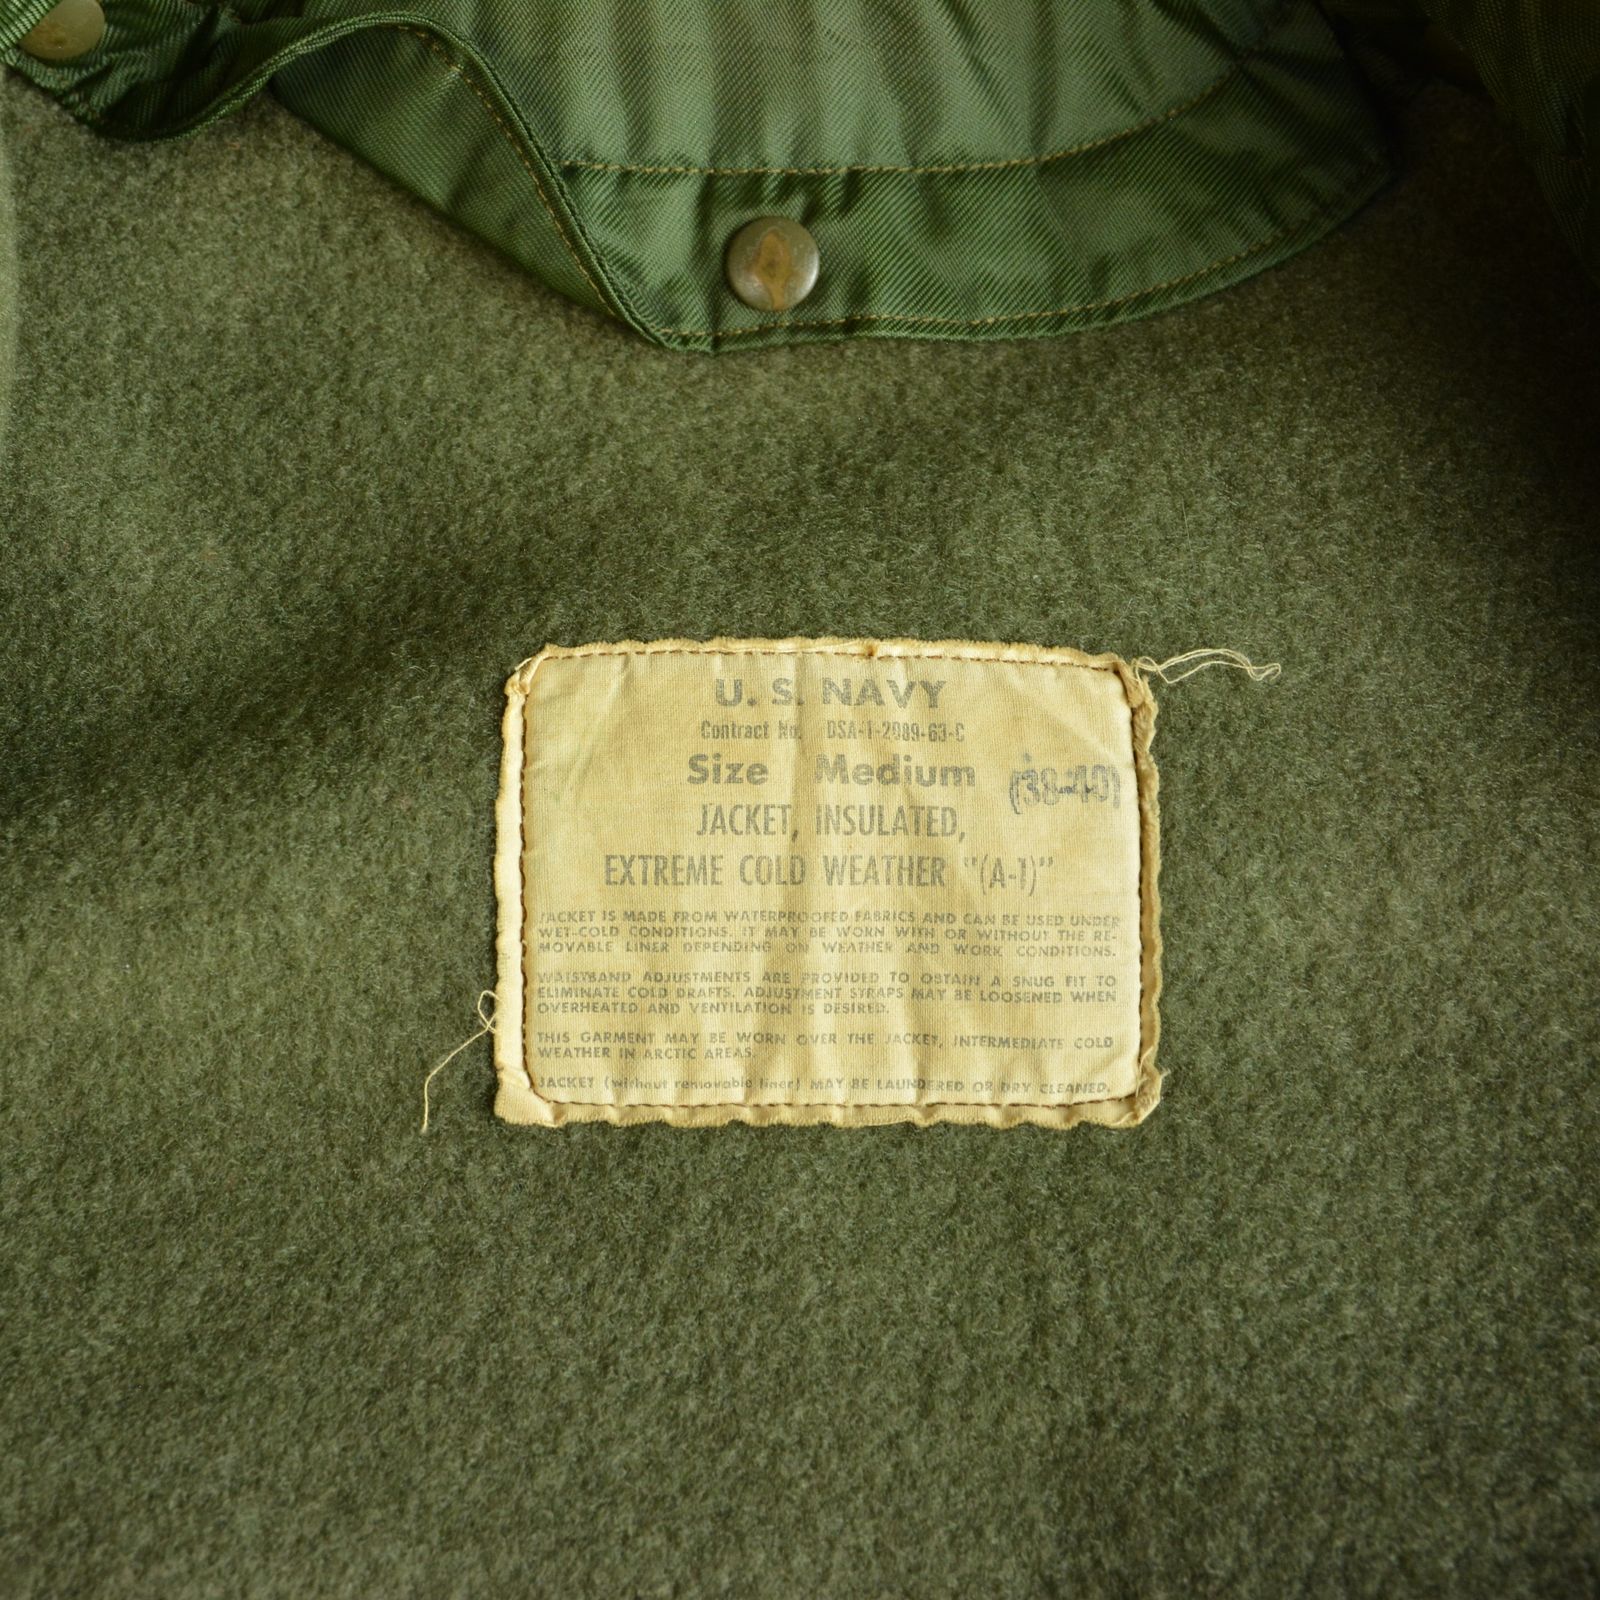 U. S. NAVY
Contract No. DSA-1-2089-63-C
Size Medium (38-40)
JACKET, INSULATED,
EXTREME COLD WEATHER "(A-1)"
JACKET IS MADE FROM WATERPROOFED FABRICS AND CAN BE USED UNDER
WET-COLD CONDITIONS. IT MAY BE WORN WITH OR WITHOUT THE RE-
MOVABLE LINER DEPENDING ON WEATHER AND WORK CONDITIONS.
WAISTBAND ADJUSTMENTS ARE PROVIDED TO OBTAIN A SNUG FIT TO
ELIMINATE COLD DRAFTS. ADJUSTMENT STRAPS MAY BE LOOSENED WHEN
OVERHEATED AND VENTILATION IS DESIRED.
THIS GARMENT MAY BE WORN OVER THE JACKET, INTERMEDIATE COLD
WEATHER IN ARCTIC AREAS.
JACKET (without removable liner) MAY BE LAUNDERED OR DRY CLEANED.